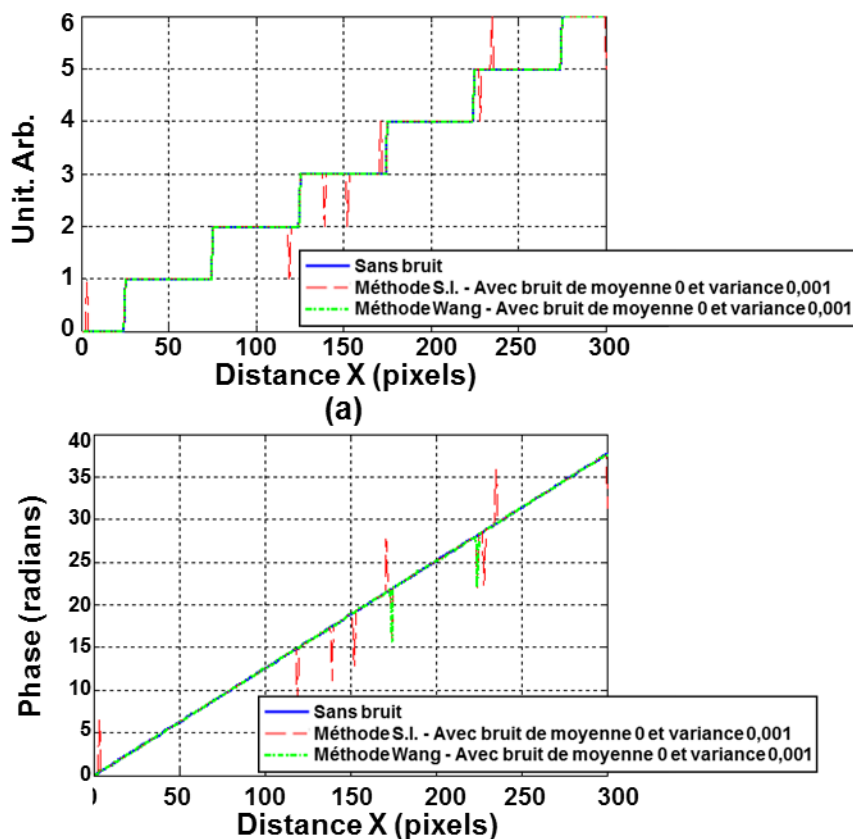 Unit. Arb.
6
5
4
3
2
1
0
Sans bruit
Méthode S.I. - Avec bruit de moyenne 0 et variance 0,001
Méthode Wang - Avec bruit de moyenne 0 et variance 0,001
0 50 100 150 200 250 300
Distance X (pixels)
(a)
Phase (radians)
40
35
30
25
20
15
10
5
0
Sans bruit
Méthode S.I. - Avec bruit de moyenne 0 et variance 0,001
Méthode Wang - Avec bruit de moyenne 0 et variance 0,001
0 50 100 150 200 250 300
Distance X (pixels)